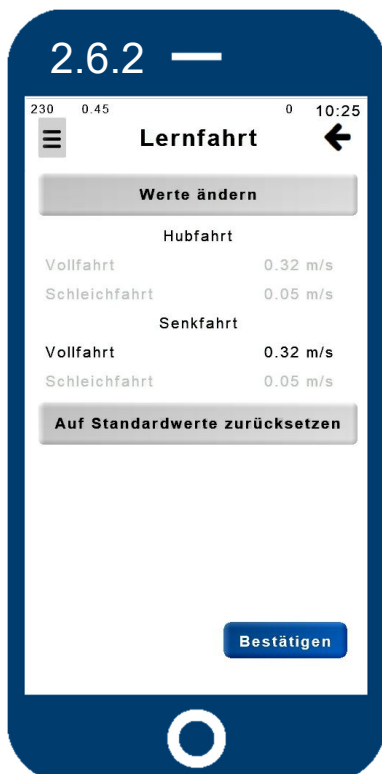 2.6.2
230 0.45 0 10:25
Lernfahrt
Werte ändern
Hubfahrt
Vollfahrt 0.32 m/s
Schleichfahrt 0.05 m/s
Senkfahrt
Vollfahrt 0.32 m/s
Schleichfahrt 0.05 m/s
Auf Standardwerte zurücksetzen
Bestätigen